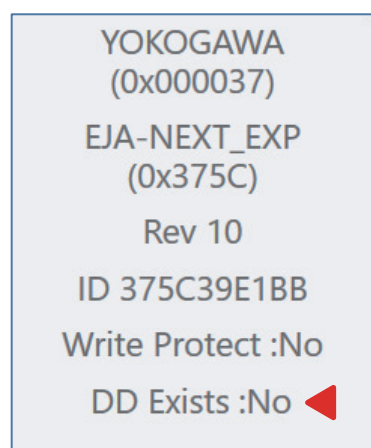 YOKOGAWA
(0x000037)
EJA-NEXT_EXP
(0x375C)
Rev 10
ID 375C39E1BB
Write Protect :No
DD Exists :No